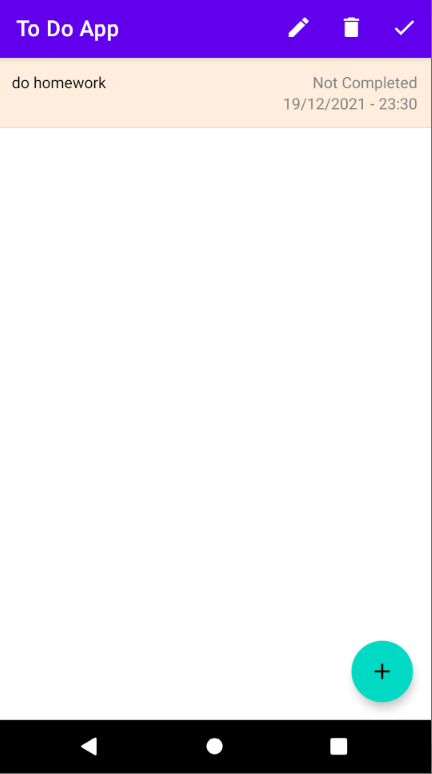 To Do App
do homework
Not Completed
19/12/2021 - 23:30